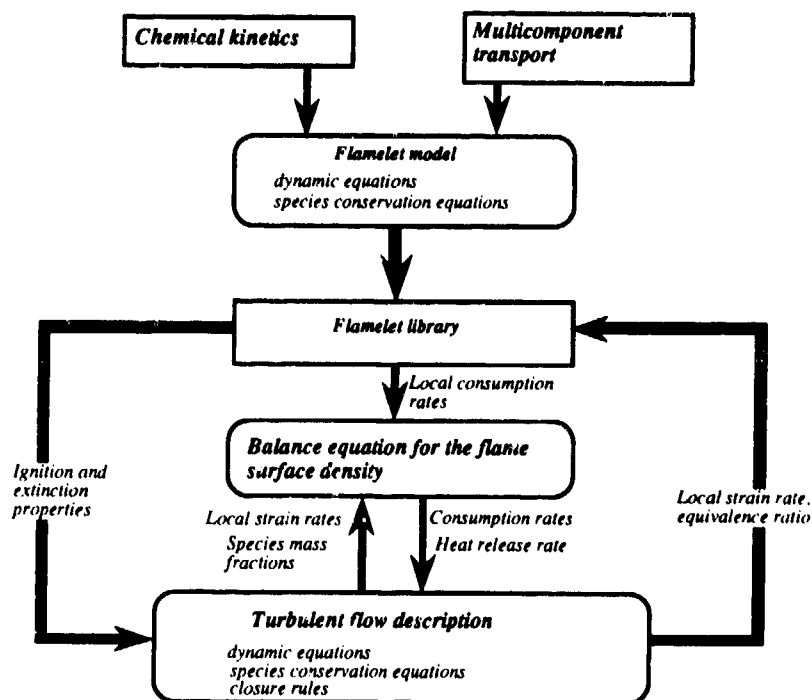 Chemical kinetics
Multicomponent
transport
Flamelet model
dynamic equations
species conservation equations
Flamelet library
Local consumption
rates
Balance equation for the flame
surface density
Ignition and
extinction
properties
Local strain rates
Species mass
fractions
Consumption rates
Heat release rate
Local strain rate,
equivalence ratio
Turbulent flow description
dynamic equations
species conservation equations
closure rules